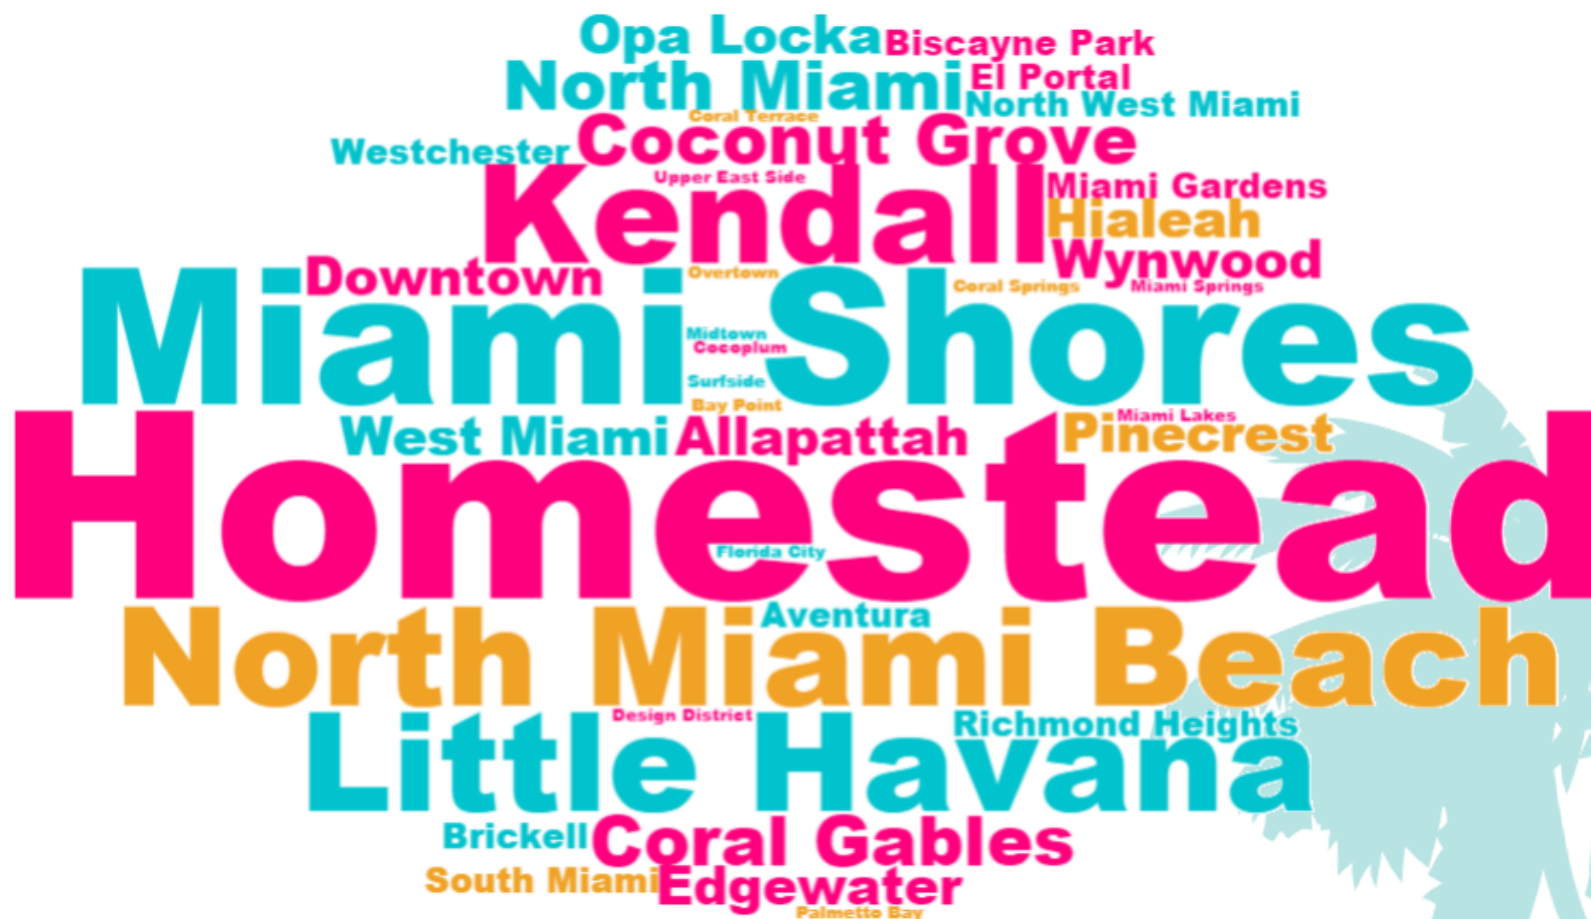 Opa Locka
Biscayne Park
North Miami
El Portal
North West Miami
Coral Terrace
Coconut Grove
Westchester
Kendall
Upper East Side
Miami Gardens
Hialeah
Wynwood
Downtown
Overtown
Coral Springs
Miami Springs
Miami Shores
Midtown
Cocoplum
Surfside
Bay Point
West Miami
Allapattah
Miami Lakes
Pinecrest
Homestead
Florida City
Aventura
North Miami Beach
Design District
Richmond Heights
Little Havana
Brickell
Coral Gables
South Miami
Edgewater
Palmetto Bay